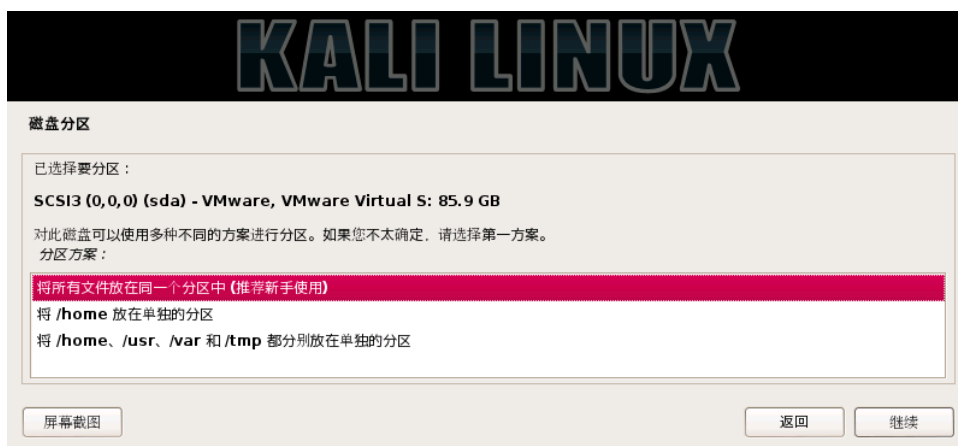 KALI LINUX
磁盘分区
已选择要分区：
SCSI3 (0,0,0) (sda) - VMware, VMware Virtual S: 85.9 GB
对此磁盘可以使用多种不同的方案进行分区。如果您不太确定，请选择第一方案。
分区方案：
将所有文件放在同一个分区中 (推荐新手使用)
将 /home 放在单独的分区
将 /home、/usr、/var 和 /tmp 都分别放在单独的分区
屏幕截图
返回
继续